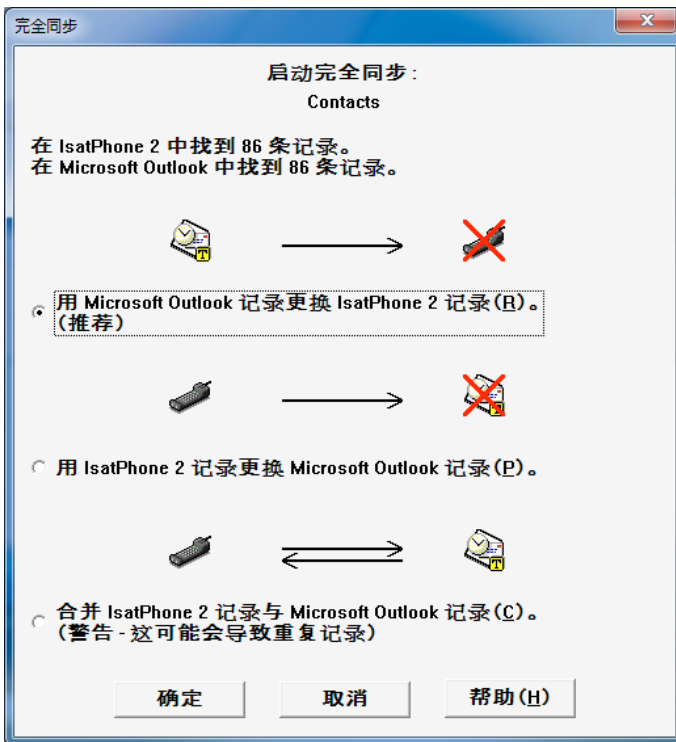 完全同步
启动完全同步:
Contacts
在 IsatPhone 2 中找到 86 条记录。
在 Microsoft Outlook 中找到 86 条记录。
用 Microsoft Outlook 记录更换 IsatPhone 2 记录(R)。
(推荐)
用 IsatPhone 2 记录更换 Microsoft Outlook 记录(P)。
合并 IsatPhone 2 记录与 Microsoft Outlook 记录(C)。
(警告 - 这可能会导致重复记录)
确定 取消 帮助(H)